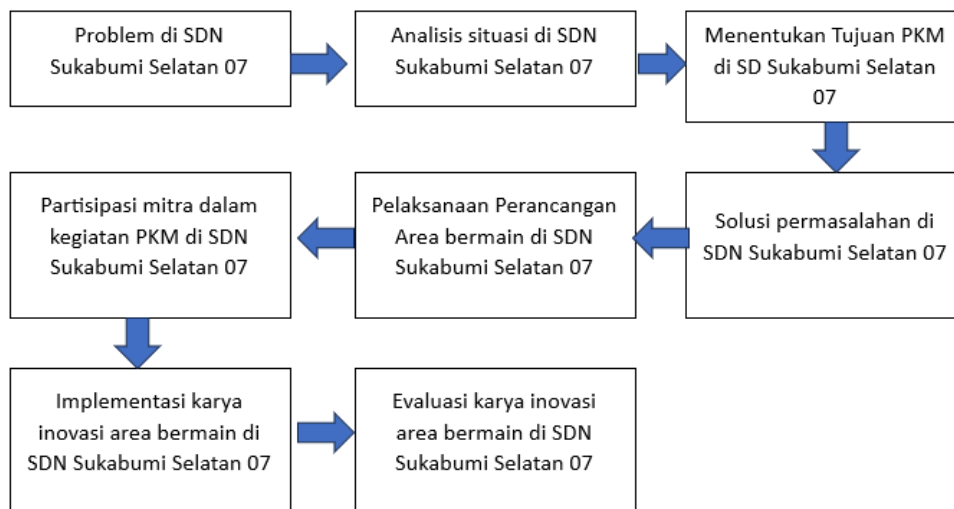 Problem di SDN
Sukabumi Selatan 07
Analisis situasi di SDN
Sukabumi Selatan 07
Menentukan Tujuan PKM
di SD Sukabumi Selatan
07
Solusi permasalahan di
SDN Sukabumi Selatan 07
Pelaksanaan Perancangan
Area bermain di SDN
Sukabumi Selatan 07
Partisipasi mitra dalam
kegiatan PKM di SDN
Sukabumi Selatan 07
Implementasi karya
inovasi area bermain di
SDN Sukabumi Selatan 07
Evaluasi karya inovasi
area bermain di SDN
Sukabumi Selatan 07